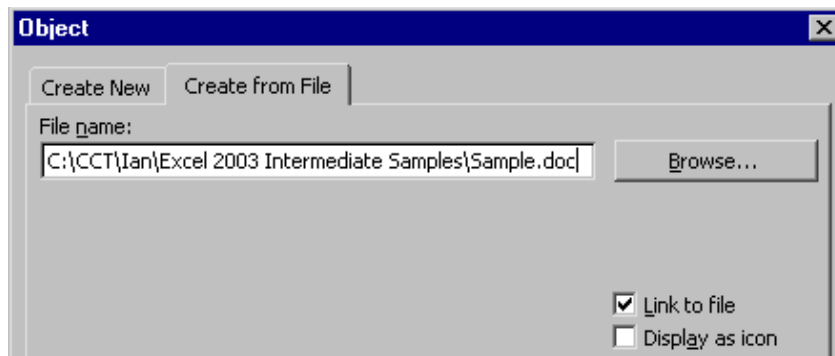 Object
Create New Create from File
File name:
C:\CCT\Ian\Excel 2003 Intermediate Samples\Sample.doc Browse...
Link to file
Display as icon